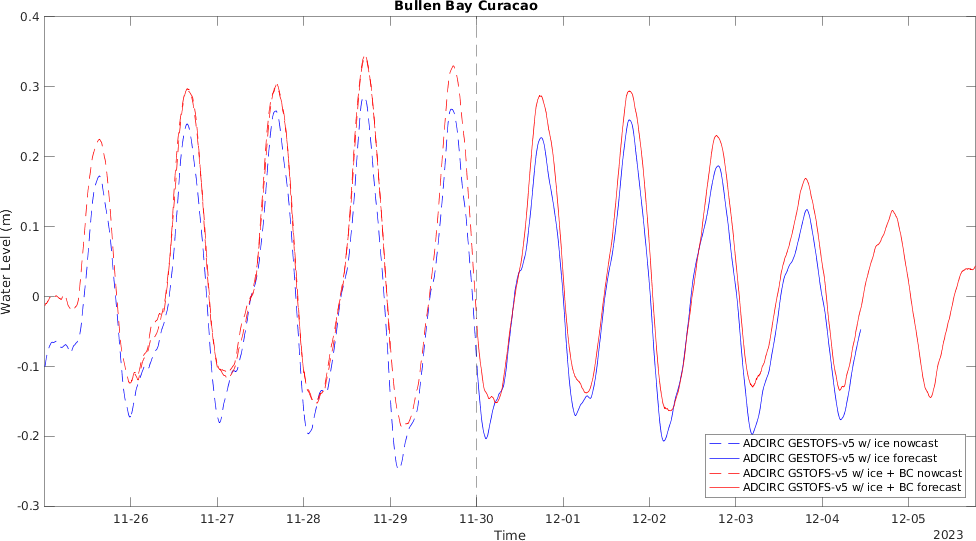 Bullen Bay Curacao
0.4
0.3
0.2
0.1
0
-0.1
-0.2
-0.3
Water Level (m)
11-26
11-27
11-28
11-29
11-30
12-01
12-02
12-03
12-04
12-05
Time
2023
ADCIRC GESTOFS-v5 w/ ice nowcast
ADCIRC GESTOFS-v5 w/ ice forecast
ADCIRC GSTOFS-v5 w/ ice + BC nowcast
ADCIRC GSTOFS-v5 w/ ice + BC forecast